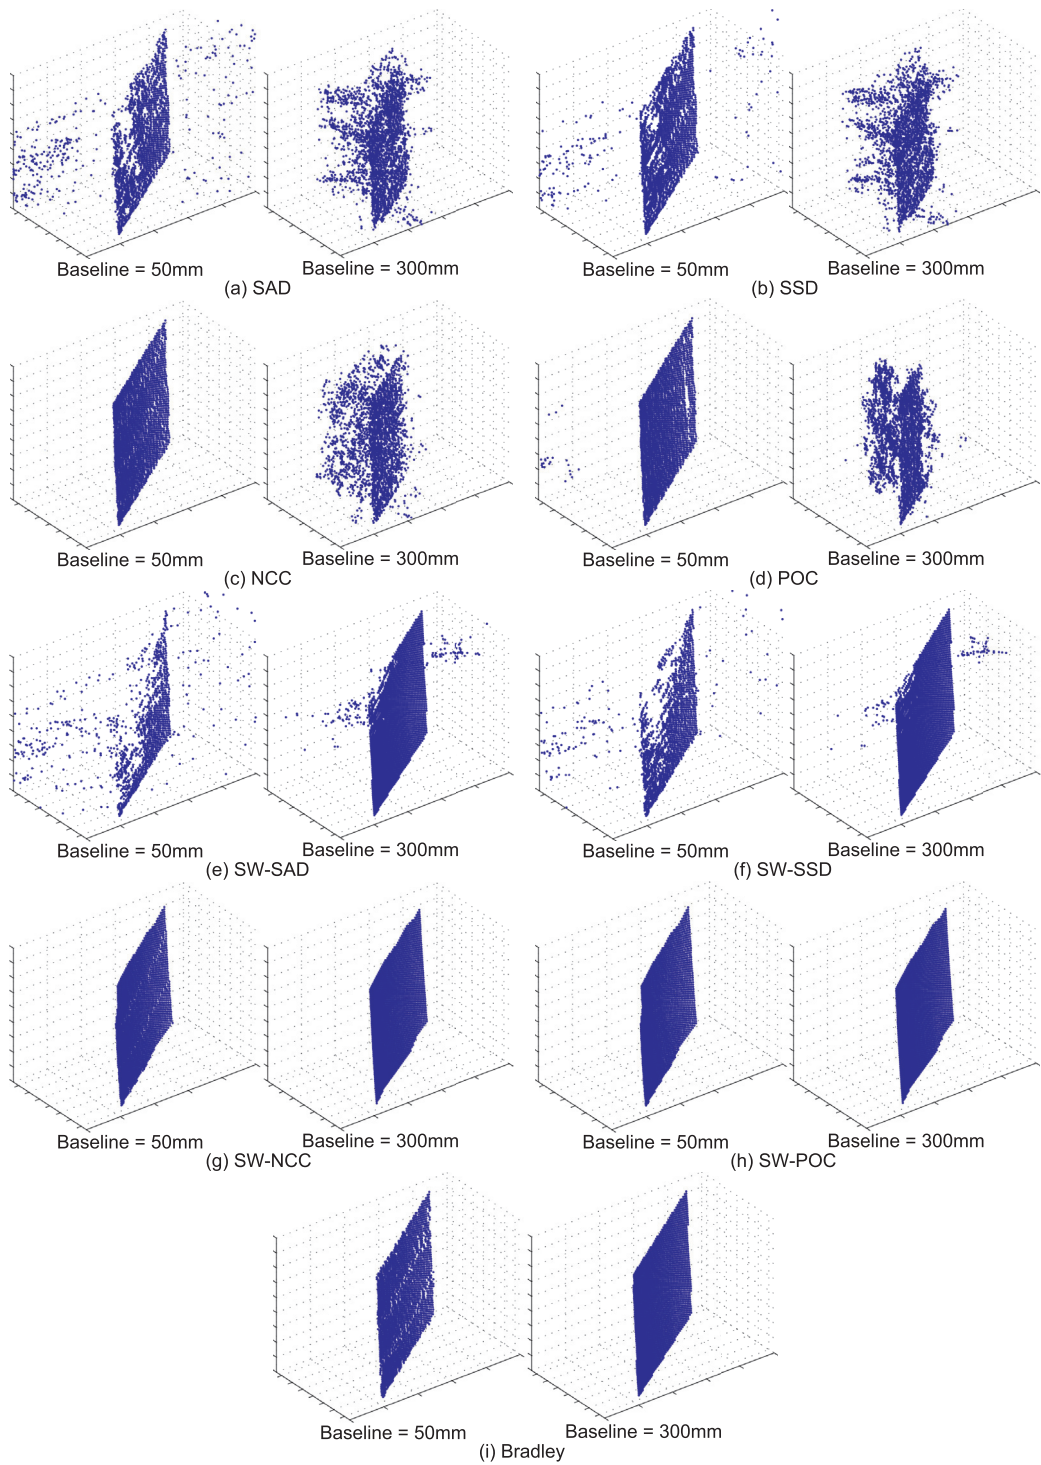 Baseline = 50mm
Baseline = 300mm
(a) SAD
Baseline = 50mm
Baseline = 300mm
(b) SSD
Baseline = 50mm
Baseline = 300mm
(c) NCC
Baseline = 50mm
Baseline = 300mm
(d) POC
Baseline = 50mm
Baseline = 300mm
(e) SW-SAD
Baseline = 50mm
Baseline = 300mm
(f) SW-SSD
Baseline = 50mm
Baseline = 300mm
(g) SW-NCC
Baseline = 50mm
Baseline = 300mm
(h) SW-POC
Baseline = 50mm
Baseline = 300mm
(i) Bradley